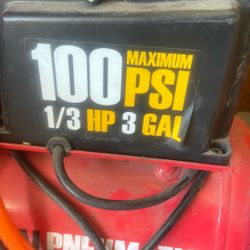 100 MAXIMUM PSI
1/3 HP 3 GAL